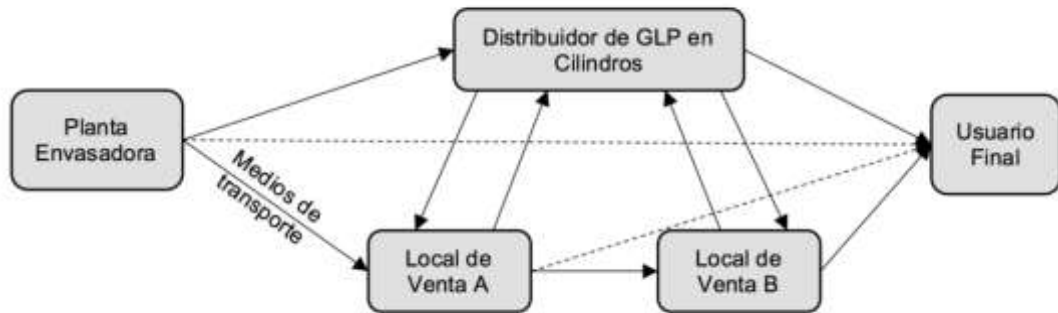 Distribuidor de GLP en
Cilindros
Planta
Envasadora
Usuario
Final
Medios de
transporte
Local de
Venta A
Local de
Venta B